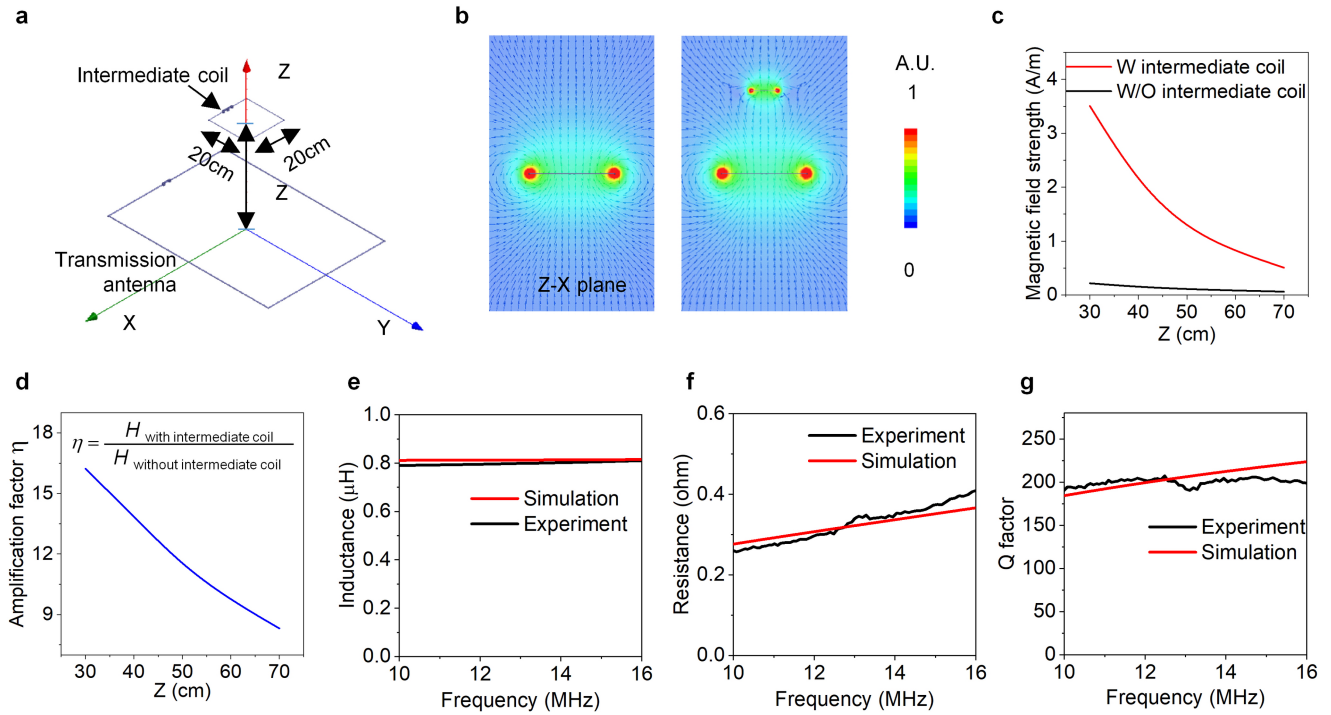 a
Intermediate coil
Z
20cm
20cm
Z
Transmission
antenna
X
Y
b
Z-X plane
A.U.
1
0
c
Magnetic field strength (A/m)
4
3
2
1
0
W intermediate coil
W/O intermediate coil
30
40
50
60
70
Z (cm)
d
Amplification factor η
18
15
12
9
η = H with intermediate coil
H without intermediate coil
30
40
50
60
70
Z (cm)
e
Inductance (μH)
1.0
0.8
0.6
0.4
0.2
0.0
Simulation
Experiment
10
12
14
16
Frequency (MHz)
f
Resistance (ohm)
0.6
0.4
0.2
0.0
Experiment
Simulation
10
12
14
16
Frequency (MHz)
g
Q factor
250
200
150
100
50
0
Experiment
Simulation
10
12
14
16
Frequency (MHz)